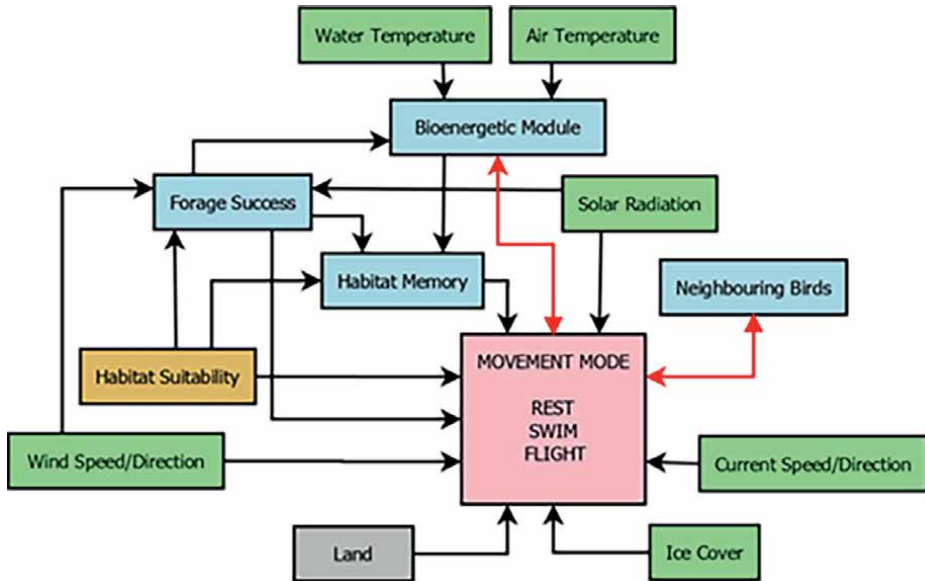 Water Temperature
Air Temperature
Bioenergetic Module
Forage Success
Solar Radiation
Habitat Memory
Neighbouring Birds
MOVEMENT MODE
REST
SWIM
FLIGHT
Habitat Suitability
Wind Speed/Direction
Current Speed/Direction
Land
Ice Cover